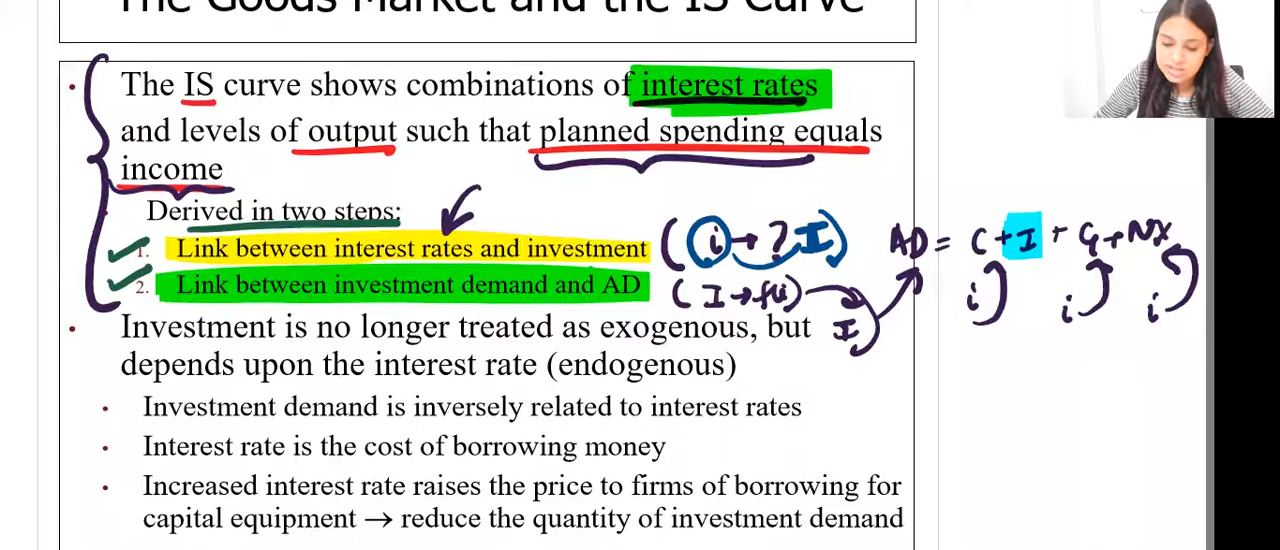 The Goods Market and the IS Curve
The IS curve shows combinations of interest rates
and levels of output such that planned spending equals
income
Derived in two steps:
1. Link between interest rates and investment
(i → ? I)
AD = C + I + G + NX
2. Link between investment demand and AD
(I → f(i))
I
i
i
i
Investment is no longer treated as exogenous, but
depends upon the interest rate (endogenous)
Investment demand is inversely related to interest rates
Interest rate is the cost of borrowing money
Increased interest rate raises the price to firms of borrowing for
capital equipment → reduce the quantity of investment demand